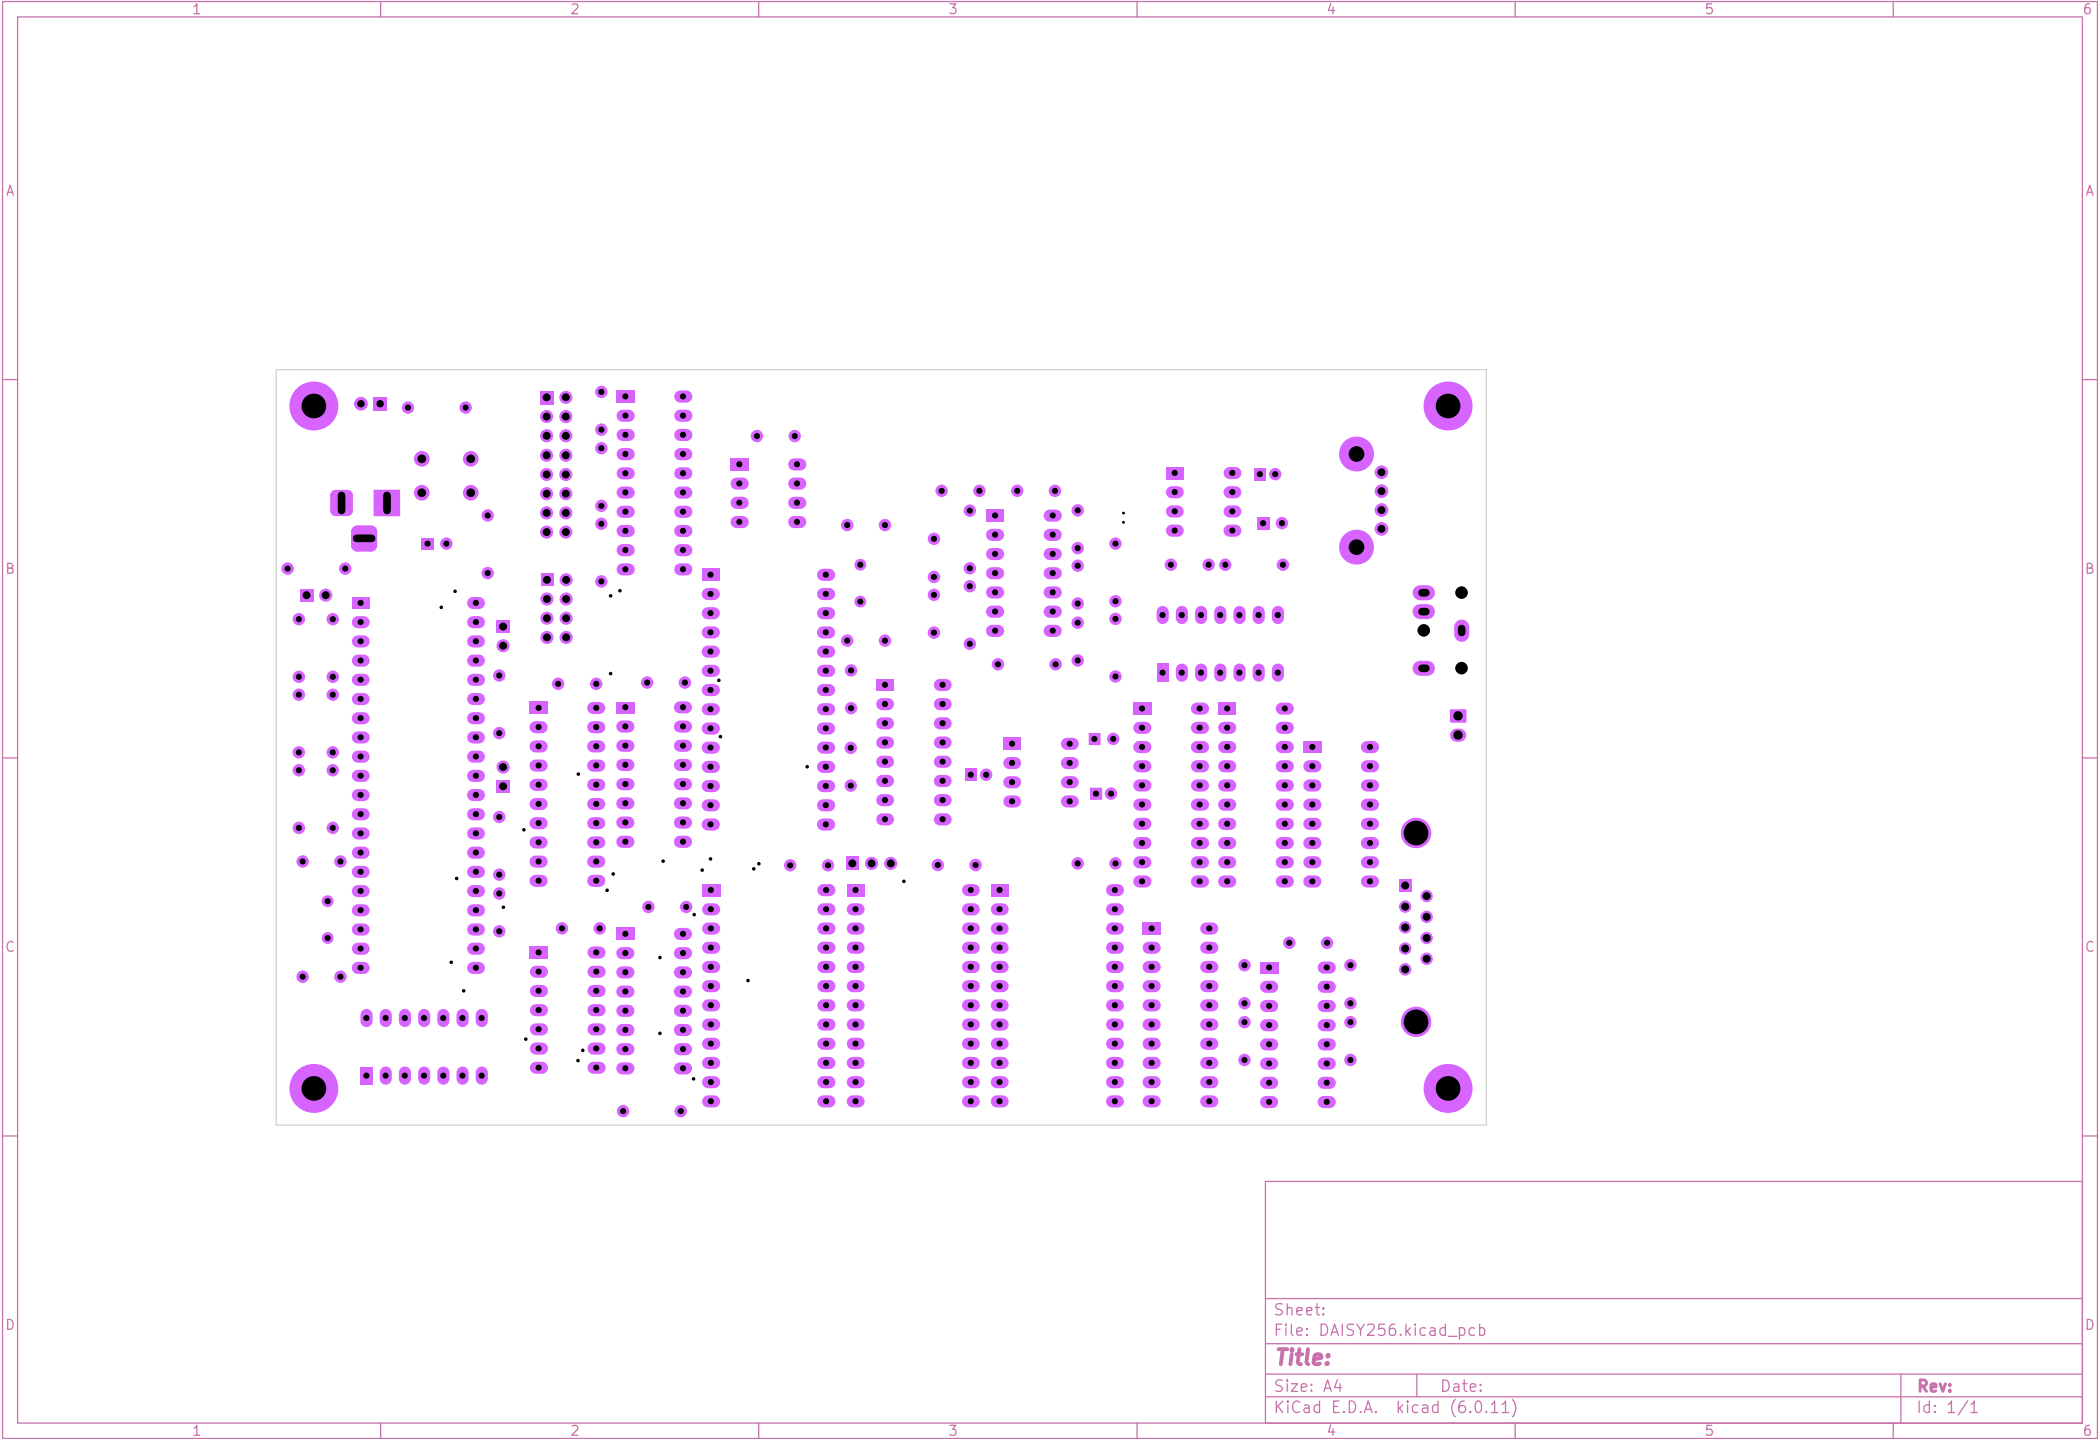 1 2 3 4 5 6
A A
B B
C C
D D
Sheet:
File: DAISY256.kicad_pcb
Title:
Size: A4 Date: Rev:
KiCad E.D.A. kicad (6.0.11) Id: 1/1
1 2 3 4 5 6